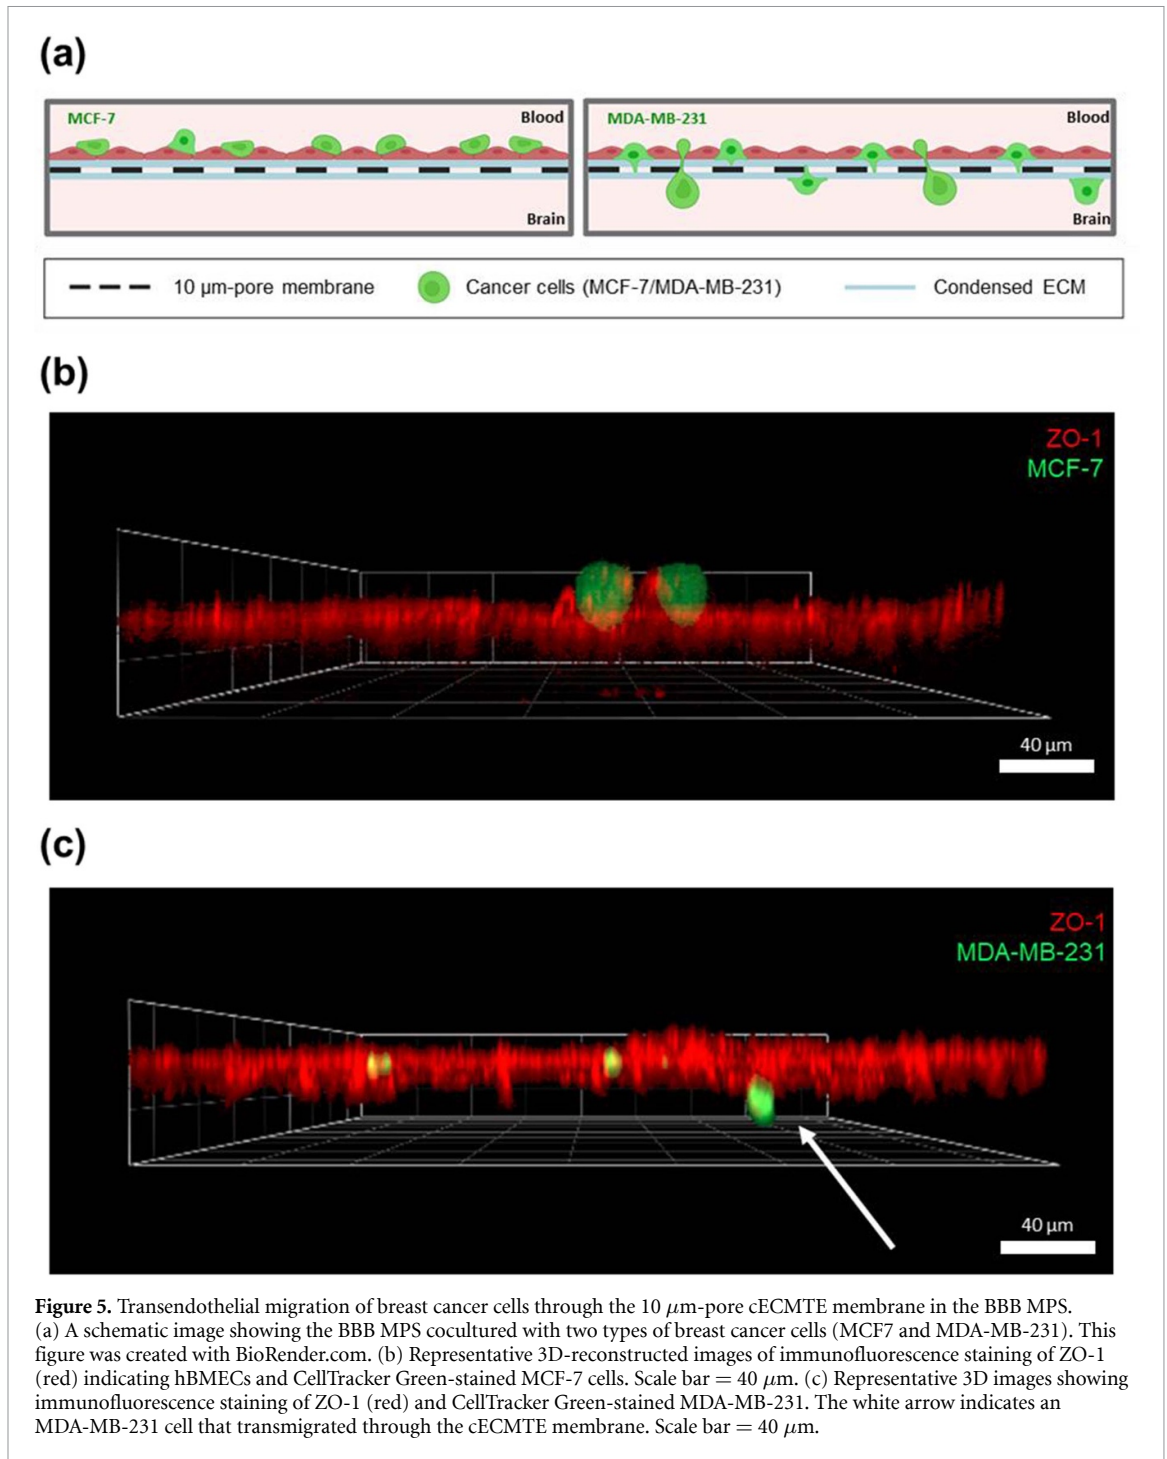 (a)
MCF-7
Blood
Brain
MDA-MB-231
Blood
Brain
10 µm-pore membrane
Cancer cells (MCF-7/MDA-MB-231)
Condensed ECM
(b)
ZO-1
MCF-7
40 µm
(c)
ZO-1
MDA-MB-231
40 µm
Figure 5. Transendothelial migration of breast cancer cells through the 10 µm-pore cECMTE membrane in the BBB MPS.
(a) A schematic image showing the BBB MPS cocultured with two types of breast cancer cells (MCF7 and MDA-MB-231). This
figure was created with BioRender.com. (b) Representative 3D-reconstructed images of immunofluorescence staining of ZO-1
(red) indicating hBMECs and CellTracker Green-stained MCF-7 cells. Scale bar = 40 µm. (c) Representative 3D images showing
immunofluorescence staining of ZO-1 (red) and CellTracker Green-stained MDA-MB-231. The white arrow indicates an
MDA-MB-231 cell that transmigrated through the cECMTE membrane. Scale bar = 40 µm.